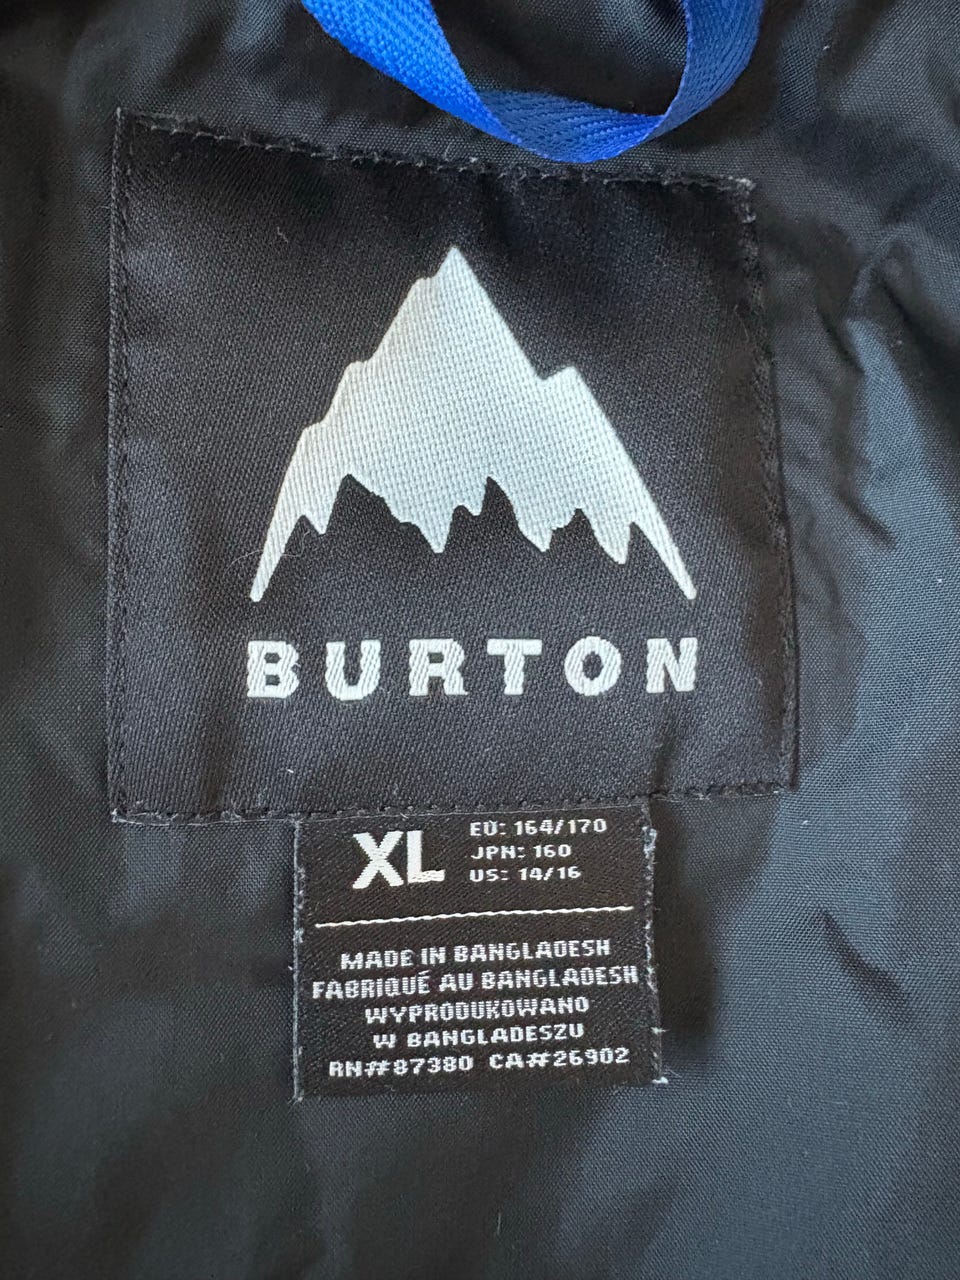 BURTON
XL
EU: 164/170
JPN: 160
US: 14/16
MADE IN BANGLADESH
FABRIQUÉ AU BANGLADESH
WYPRODUKOWANO
W BANGLADESZU
RN#87380 CA#26902